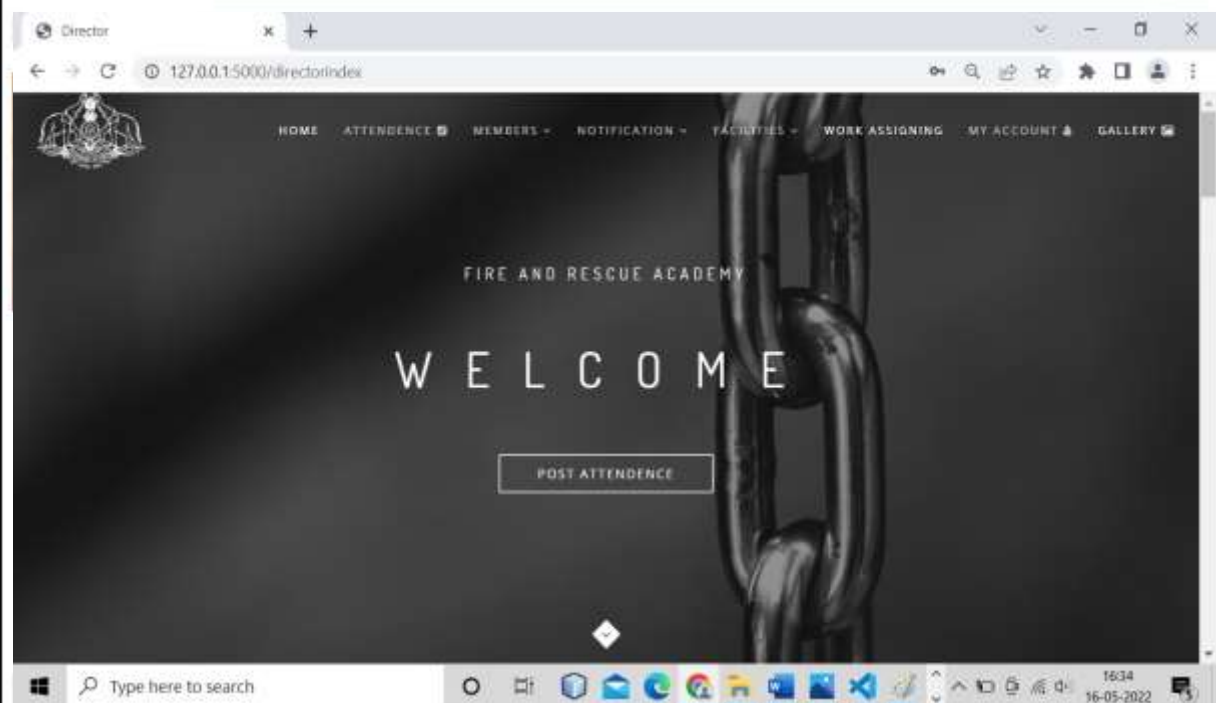 Director
127.0.0.1:5000/directorindex
HOME ATTENDENCE MEMBERS NOTIFICATION FACILITIES WORK ASSIGNING MY ACCOUNT GALLERY
FIRE AND RESCUE ACADEMY
WELCOME
POST ATTENDENCE
Type here to search
16:34
16-05-2022